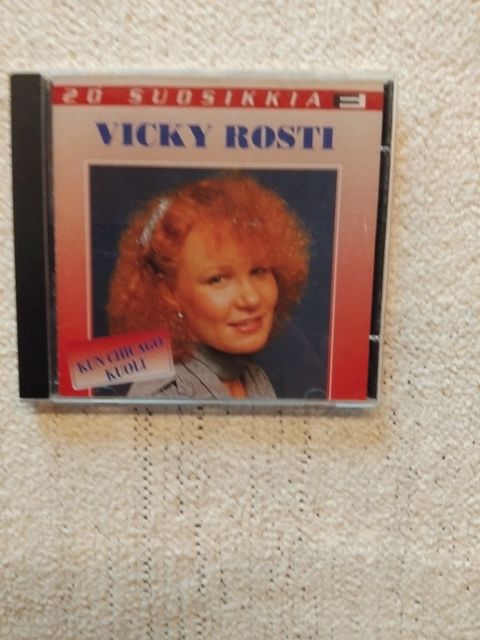 20 SUOSIKKIA
VICKY ROSTI
KUN CHICAGO
KUOLI